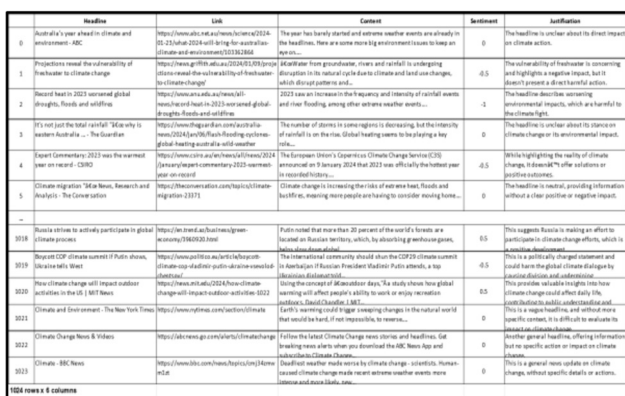 Headline Link Content Sentiment Justification
0
Australia's year ahead in climate and
environment - ABC
https://www.abc.net.au/news/science/2024-
01-21/what-2024-will-bring-for-australias-
climate-and-environment/103362868
The year has barely started and extreme weather events are already in
the headlines. Here are some more big environment issues to keep an
eye on....
0
The headline is unclear about its direct impact
on climate action.
1
Projections reveal the vulnerability of
freshwater to climate change
https://news.griffith.edu.au/2024/01/09/proje
ctions-reveal-the-vulnerability-of-freshwater-
to-climate-change/
â€œWater from groundwater, rivers and rainfall is undergoing
disruption in its natural cycle due to climate and land use changes,
which disrupt patterns and...
-0.5
The vulnerability of freshwater is concerning
and highlights a negative impact, but it
doesn't present a direct harmful action.
2
Record heat in 2023 worsened global
droughts, floods and wildfires
https://www.anu.edu.au/news/all-
news/record-heat-in-2023-worsened-global-
droughts-floods-and-wildfires
2023 saw an increase in the frequency and intensity of rainfall events
and river flooding, among other extreme weather events....
-1
The headline describes worsening
environmental impacts, which are harmful to
the climate fight.
3
It's not just the total rainfall
eastern Australia ... - The Guardian
https://www.theguardian.com/australia-
news/2024/jan/06/flash-flooding-cyclones-
global-heating-australia-wild-weather
The number of storms in some regions is decreasing, but the intensity
of rainfall is on the rise. Global heating seems to be playing a key
role....
0
The headline is unclear about its stance on
climate change or its environmental impact.
4
Expert Commentary: 2023 was the warmest
year on record - CSIRO
https://www.csiro.au/en/news/all/news/2024
/january/expert-commentary-2023-warmest-
year-on-record
The European Union's Copernicus Climate Change Service (C3S)
announced on 9 January 2024 that 2023 was officially the hottest year
in recorded history....
-0.5
While highlighting the reality of climate
change, it doesnâ€™t offer solutions or
positive outcomes.
5
Climate migration â€œ News, Research and
Analysis - The Conversation
https://theconversation.com/topics/climate-
migration-23371
Climate change is increasing the risks of extreme heat, floods and
bushfires, meaning more people are having to consider moving home...
0
The headline is neutral, providing information
without a clear positive or negative impact.
...
1018
Russia strives to actively participate in global
climate process
https://en.trend.az/business/green-
economy/3960920.html
Putin noted that more than 20 percent of the world's forests are
located on Russian territory, which, by absorbing greenhouse gases,
helps slow down global
0.5
This suggests Russia is making an effort to
participate in climate change efforts, which is
a positive development
1019
Boycott COP climate summit if Putin shows,
Ukraine tells West
https://www.politico.eu/article/boycott-
climate-cop-vladimir-putin-ukraine-svevolod-
chentsov/
The international community should shun the COP29 climate summit
in Azerbaijan if Russian President Vladimir Putin attends, a top
Ukrainian diplomat told
-0.5
This is a politically charged statement and
could harm the global climate dialogue by
causing division and undermining
1020
How climate change will impact outdoor
activities in the US | MIT News
https://news.mit.edu/2024/how-climate-
change-will-impact-outdoor-activities-1022
Using the concept of â€œoutdoor days,â€ a study shows how global
warming will affect people's ability to work or enjoy recreation
outdoors. David Chandler | MIT
0.5
This provides valuable insights into how
climate change could affect daily life,
contributing to public understanding and
1021
Climate and Environment - The New York Times
https://www.nytimes.com/section/climate
Earth's warming could trigger sweeping changes in the natural world
that would be hard, if not impossible, to reverse...
0
This is a vague headline, and without more
specific content, it is difficult to evaluate its
impact on climate change
1022
Climate Change News & Videos
https://abcnews.go.com/alerts/climatechange
Follow the latest Climate Change news stories and headlines. Get
breaking news alerts when you download the ABC News App and
subscribe to Climate Change
0
Another general headline, offering information
but no specific action or impact on climate
change
1023
Climate - BBC News
https://www.bbc.com/news/topics/cmj34zmw
m1zt
Deadliest weather made worse by climate change - scientists. Human-
caused climate change made recent extreme weather events more
intense and more likely, new
0
This is a general news update on climate
change, without specific details or actions.
1024 rows x 6 columns